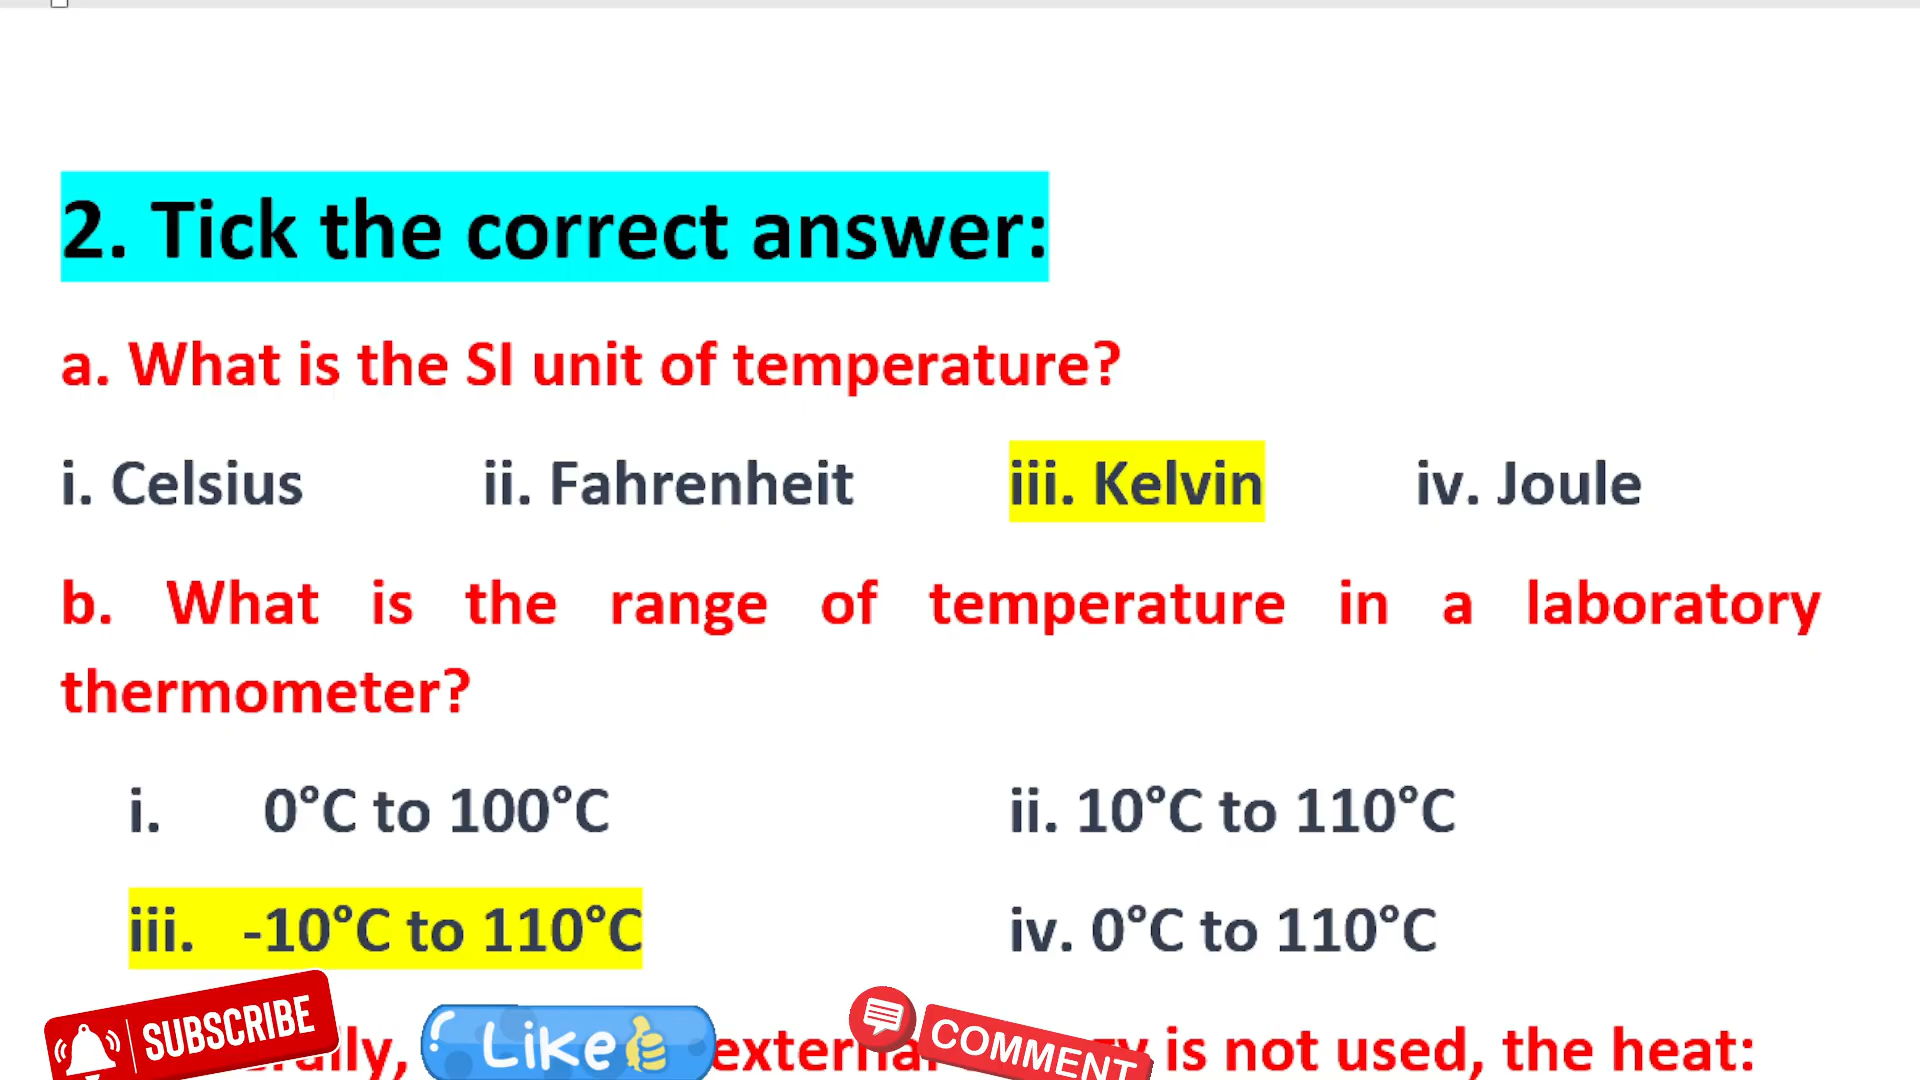 2. Tick the correct answer:
a. What is the SI unit of temperature?
i. Celsius ii. Fahrenheit iii. Kelvin iv. Joule
b. What is the range of temperature in a laboratory
thermometer?
i. 0°C to 100°C ii. 10°C to 110°C
iii. -10°C to 110°C iv. 0°C to 110°C
SUBSCRIBE Like external COMMENT is not used, the heat: